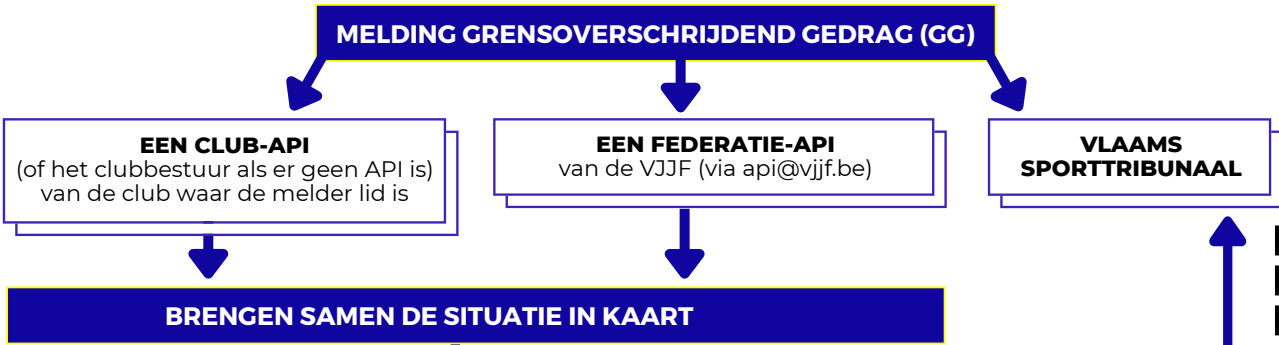 MELDING GRENSOVERSCHRIJDEND GEDRAG (GG)
EEN CLUB-API
(of het clubbestuur als er geen API is)
van de club waar de melder lid is
EEN FEDERATIE-API
van de VJJF (via api@vjjf.be)
VLAAMS
SPORTTRIBUNAAL
BRENGEN SAMEN DE SITUATIE IN KAART